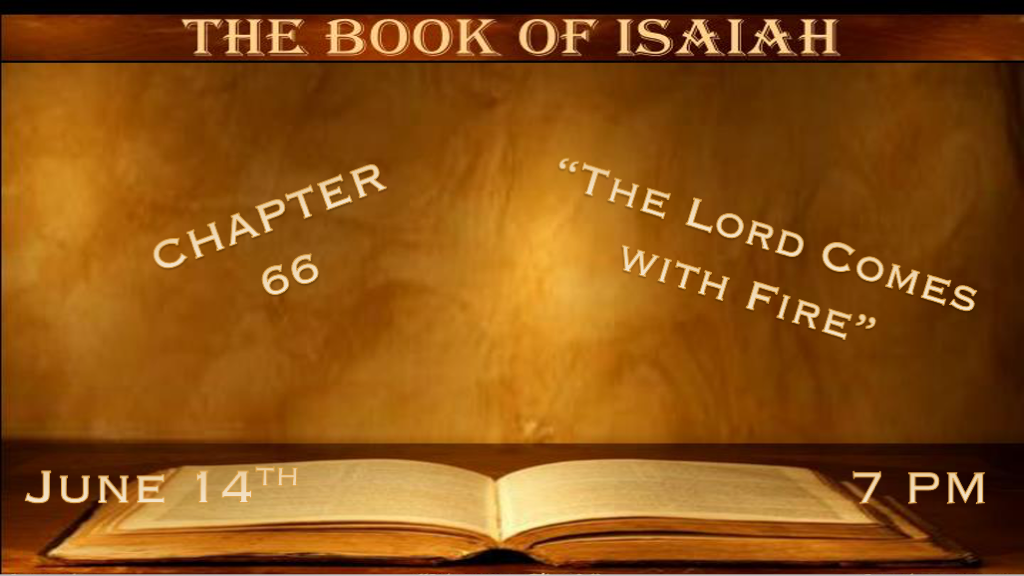 THE BOOK OF ISAIAH
CHAPTER
66
“THE LORD COMES
WITH FIRE”
JUNE 14TH
7 PM